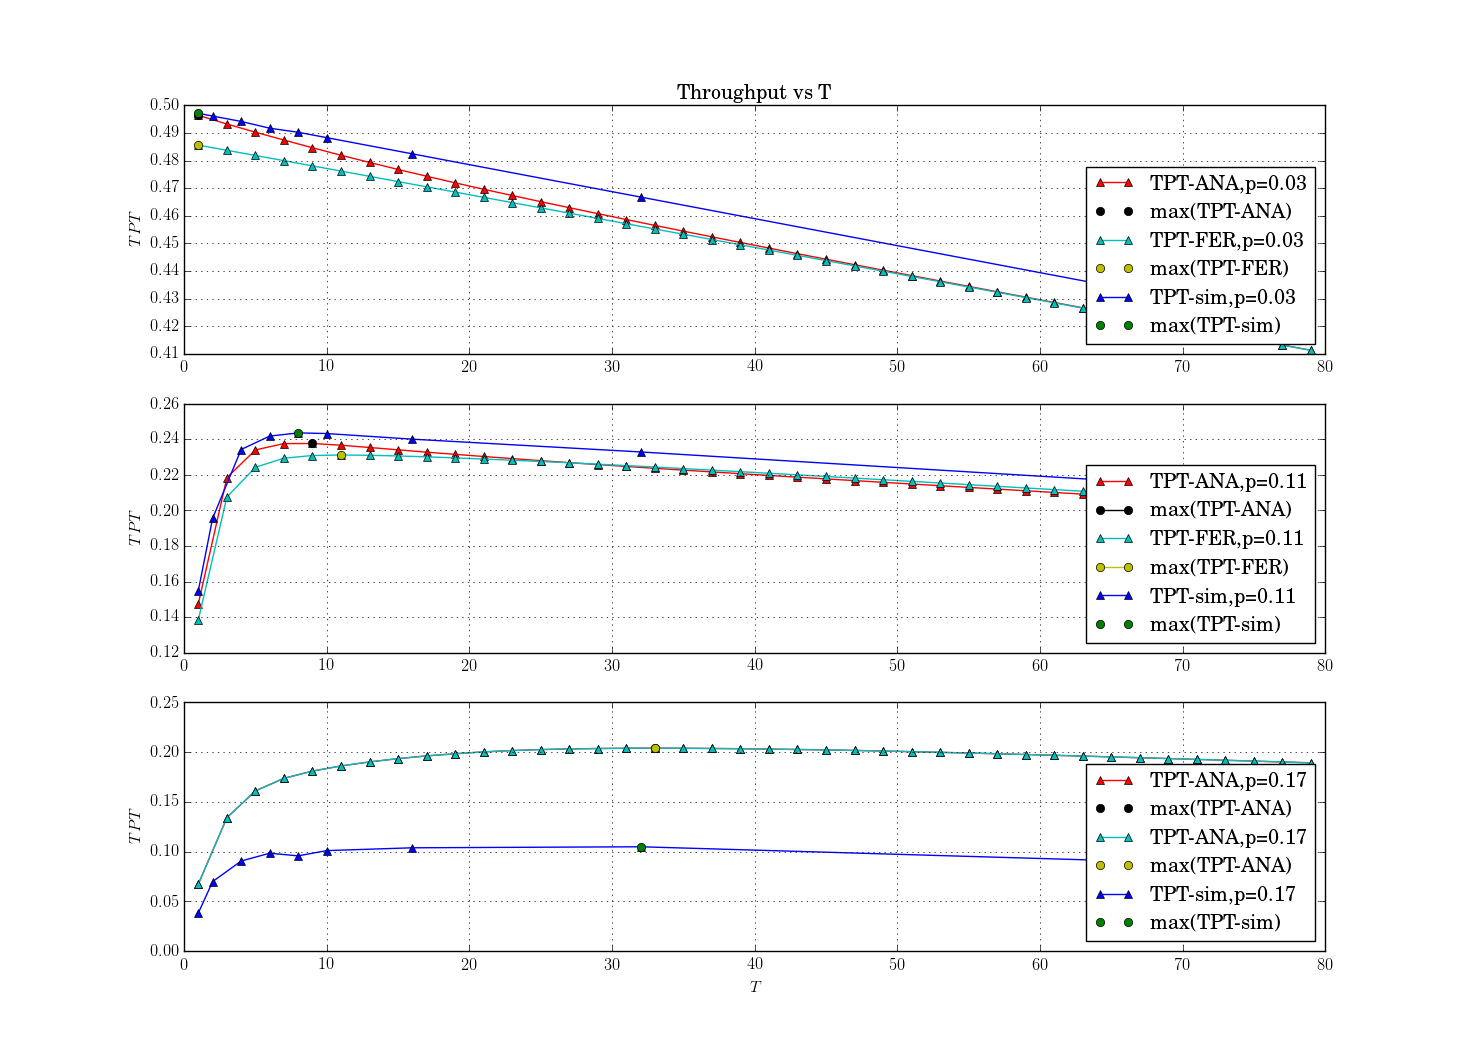 Throughput vs T
0.50
0.49
0.48
0.47
0.46
0.45
0.44
0.43
0.42
0.41
TPT
0 10 20 30 40 50 60 70 80
TPT-ANA,p=0.03
max(TPT-ANA)
TPT-FER,p=0.03
max(TPT-FER)
TPT-sim,p=0.03
max(TPT-sim)
0.26
0.24
0.22
0.20
0.18
0.16
0.14
0.12
TPT
0 10 20 30 40 50 60 70 80
TPT-ANA,p=0.11
max(TPT-ANA)
TPT-FER,p=0.11
max(TPT-FER)
TPT-sim,p=0.11
max(TPT-sim)
0.25
0.20
0.15
0.10
0.05
0.00
TPT
0 10 20 30 40 50 60 70 80
T
TPT-ANA,p=0.17
max(TPT-ANA)
TPT-ANA,p=0.17
max(TPT-ANA)
TPT-sim,p=0.17
max(TPT-sim)